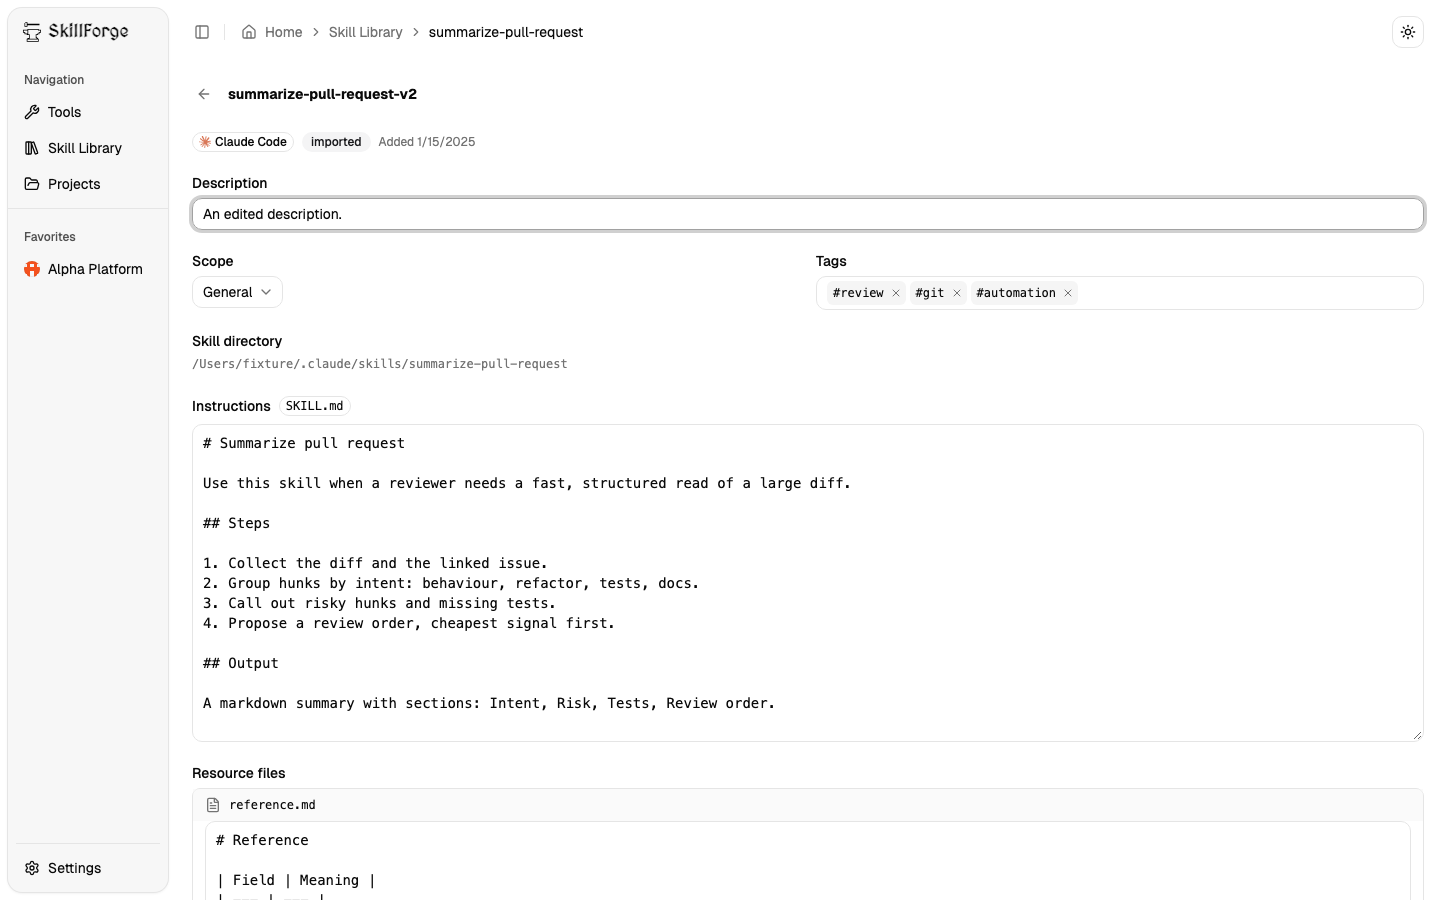 SkillForge
Home > Skill Library > summarize-pull-request
Navigation
Tools
Skill Library
Projects
Favorites
Alpha Platform
Settings
summarize-pull-request-v2
Claude Code imported Added 1/15/2025
Description
An edited description.
Scope
General
Tags
#review × #git × #automation ×
Skill directory
/Users/fixture/.claude/skills/summarize-pull-request
Instructions SKILL.md
# Summarize pull request
Use this skill when a reviewer needs a fast, structured read of a large diff.
## Steps
1. Collect the diff and the linked issue.
2. Group hunks by intent: behaviour, refactor, tests, docs.
3. Call out risky hunks and missing tests.
4. Propose a review order, cheapest signal first.
## Output
A markdown summary with sections: Intent, Risk, Tests, Review order.
Resource files
reference.md
# Reference
| Field | Meaning |
| --- | --- |